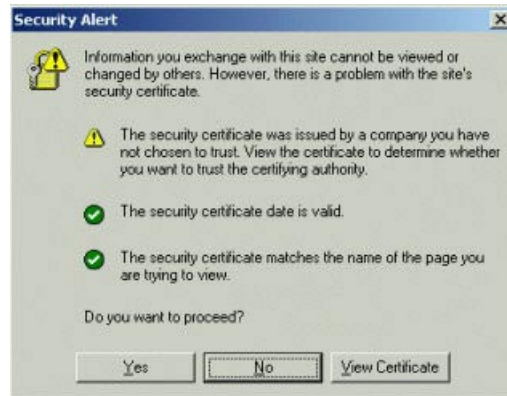 Security Alert
Information you exchange with this site cannot be viewed or
changed by others. However, there is a problem with the site's
security certificate.
The security certificate was issued by a company you have
not chosen to trust. View the certificate to determine whether
you want to trust the certifying authority.
The security certificate date is valid.
The security certificate matches the name of the page you
are trying to view.
Do you want to proceed?
Yes No View Certificate